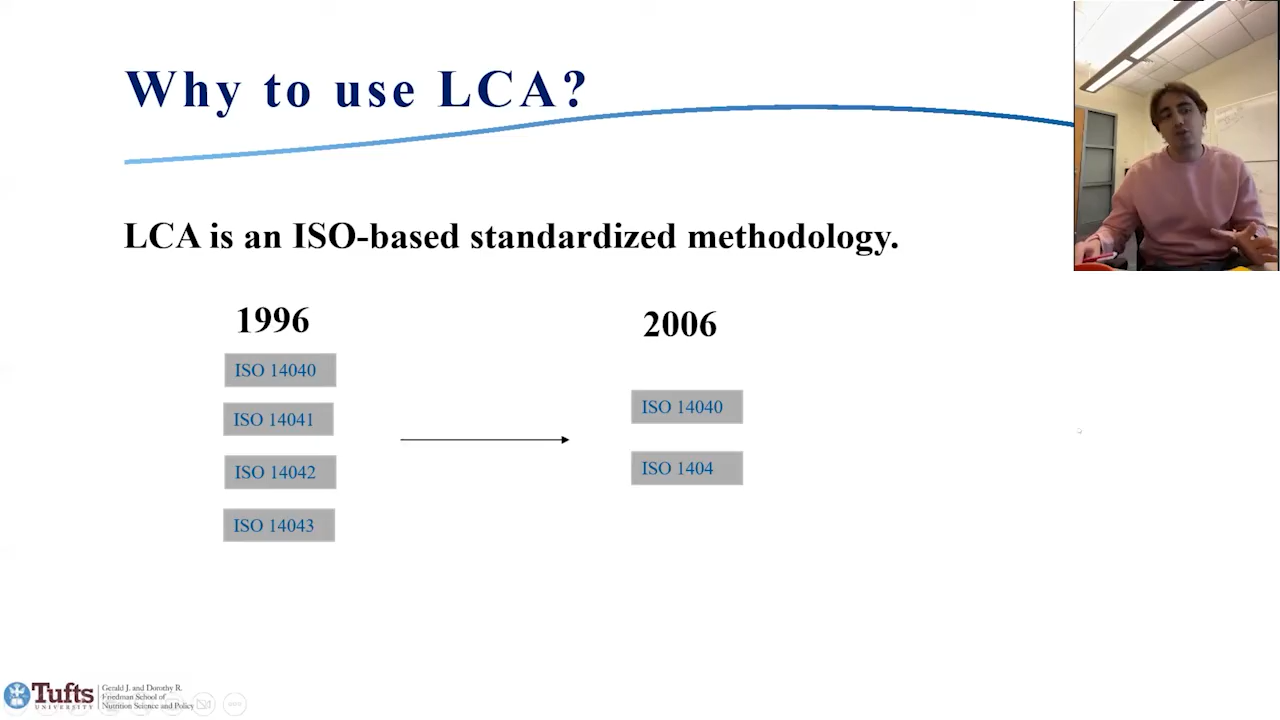 Why to use LCA?
LCA is an ISO-based standardized methodology.
1996
ISO 14040
ISO 14041
ISO 14042
ISO 14043
2006
ISO 14040
ISO 1404
Tufts
UNIVERSITY
Gerald J. and Dorothy R.
Friedman School of
Nutrition Science and Policy